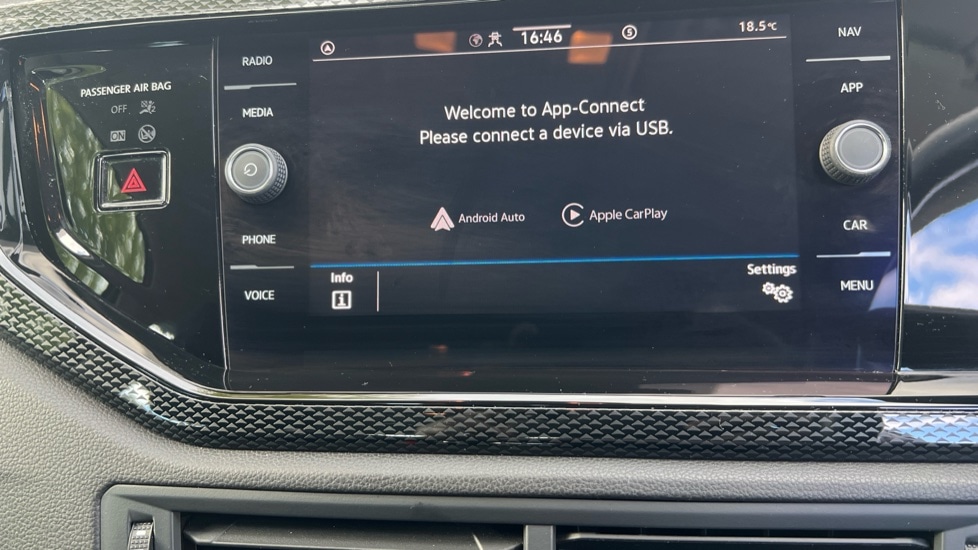 PASSENGER AIR BAG
OFF
ON
RADIO
MEDIA
PHONE
VOICE
16:46
S
18.5°C
Welcome to App-Connect
Please connect a device via USB.
Android Auto
Apple CarPlay
Info
Settings
NAV
APP
CAR
MENU